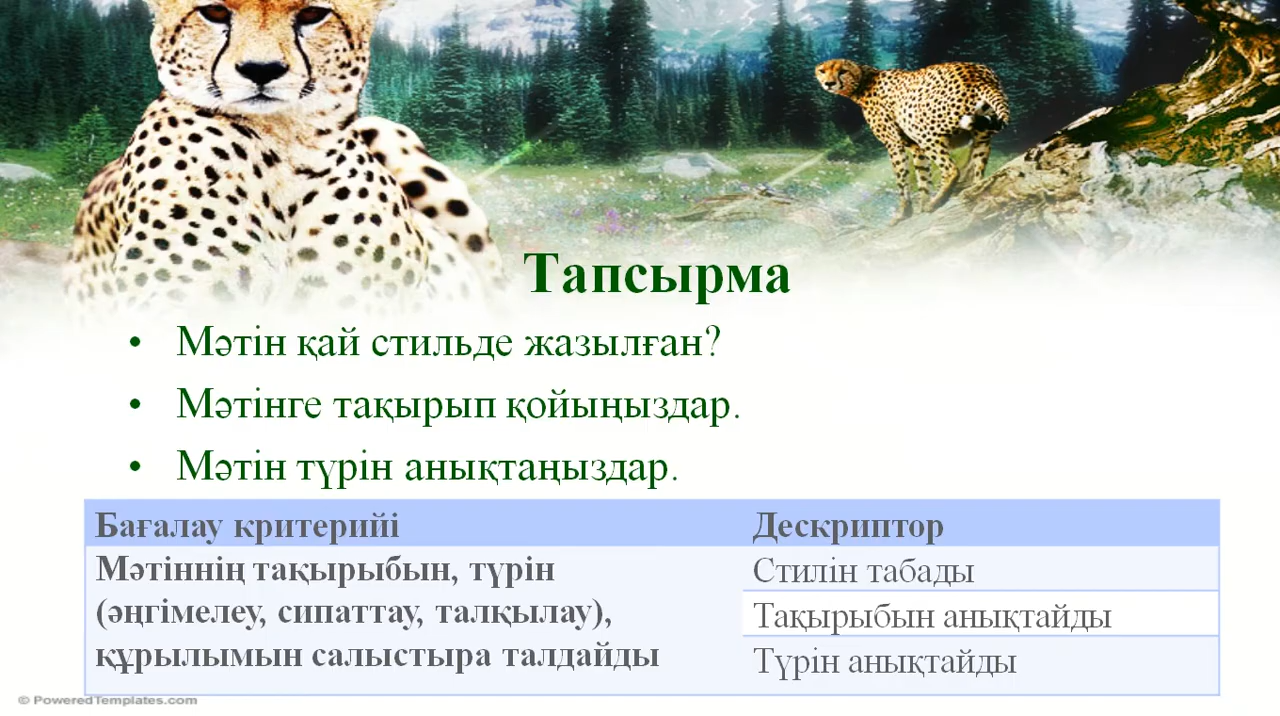 Тапсырма
• Мәтін қай стильде жазылған?
• Мәтінге тақырып қойыңыздар.
• Мәтін түрін анықтаңыздар.
Бағалау критерийі
Дескриптор
Мәтіннің тақырыбын, түрін
(әңгімелеу, сипаттау, талқылау),
құрылымын салыстыра талдайды
Стилін табады
Тақырыбын анықтайды
Түрін анықтайды
© PoweredTemplates.com